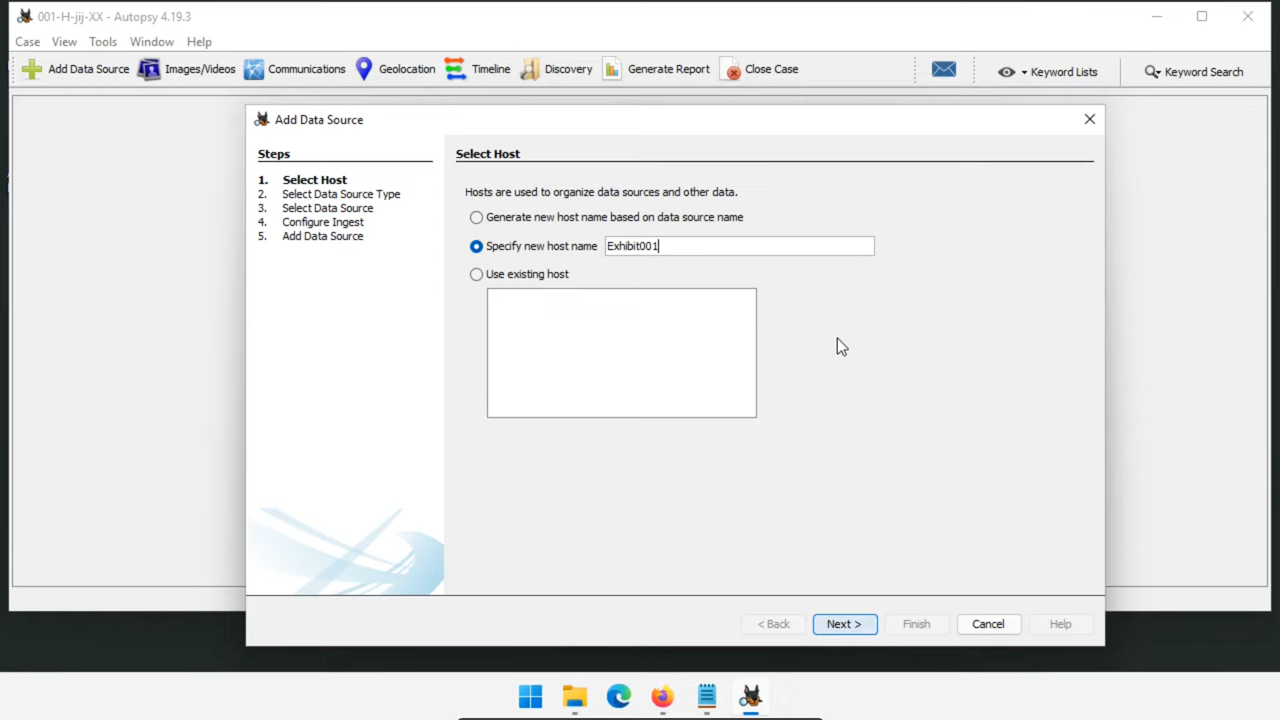 001-H-jij-XX - Autopsy 4.19.3
Case View Tools Window Help
Add Data Source Images/Videos Communications Geolocation Timeline Discovery Generate Report Close Case Keyword Lists Keyword Search
Add Data Source
Steps
1. Select Host
2. Select Data Source Type
3. Select Data Source
4. Configure Ingest
5. Add Data Source
Select Host
Hosts are used to organize data sources and other data.
Generate new host name based on data source name
Specify new host name Exhibit001
Use existing host
< Back Next > Finish Cancel Help